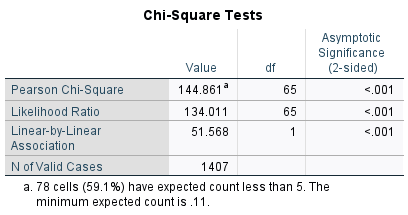 Chi-Square Tests
Value df Asymptotic Significance (2-sided)
Pearson Chi-Square 144.861a 65 <.001
Likelihood Ratio 134.011 65 <.001
Linear-by-Linear Association 51.568 1 <.001
N of Valid Cases 1407
a. 78 cells (59.1%) have expected count less than 5. The
minimum expected count is .11.